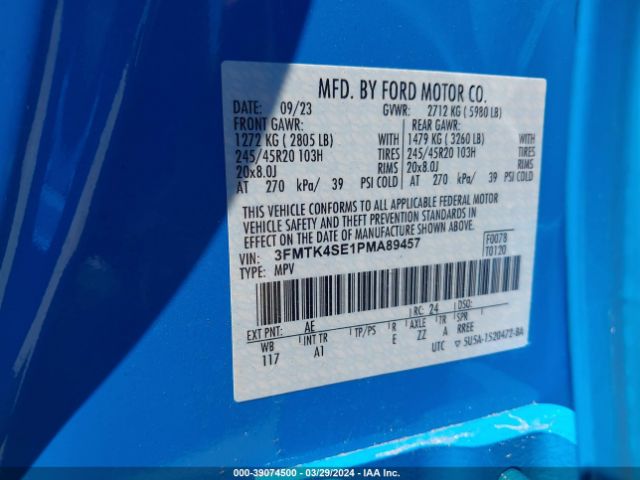 MFD. BY FORD MOTOR CO.
DATE: 09/23 GVWR: 2712 KG ( 5980 LB)
FRONT GAWR: REAR GAWR:
1272 KG ( 2805 LB) WITH 1479 KG ( 3260 LB) WITH
245/45R20 103H TIRES 245/45R20 103H TIRES
20x8.0J RIMS 20x8.0J RIMS
AT 270 kPa/ 39 PSI COLD AT 270 kPa/ 39 PSI COLD
THIS VEHICLE CONFORMS TO ALL APPLICABLE FEDERAL MOTOR
VEHICLE SAFETY AND THEFT PREVENTION STANDARDS IN
EFFECT ON THE DATE OF MANUFACTURE SHOWN ABOVE.
VIN: 3FMTK4SE1PMA89457 F0078
TYPE: MPV T0120
EXT PNT: AE RC: 24 DSO:
WB INT TR TP/PS R AXLE TR SPR
117 A1 E ZZ A RREE
UTC ▽ 5U5A-1520472-BA
000-39074500 - 03/29/2024 - IAA Inc.